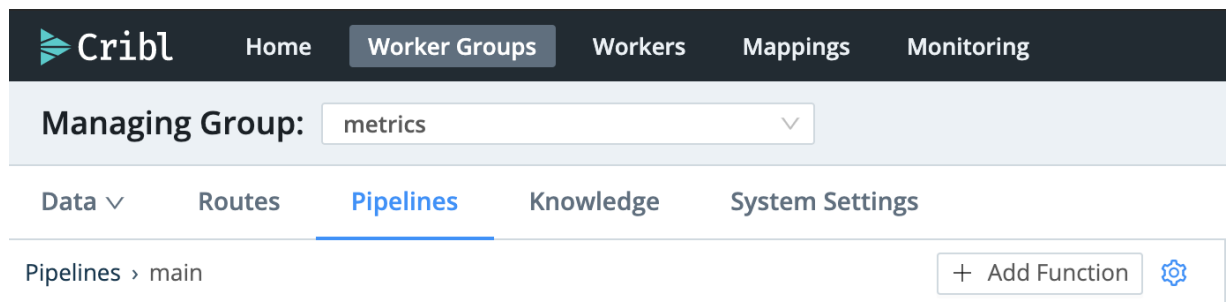 Cribl Home Worker Groups Workers Mappings Monitoring
Managing Group: metrics
Data Routes Pipelines Knowledge System Settings
Pipelines › main + Add Function